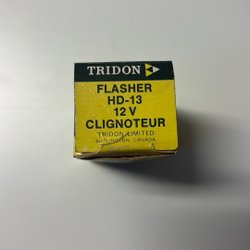 TRIDON
FLASHER
HD-13
12 V
CLIGNOTEUR
TRIDON LIMITED
BURLINGTON, CANADA